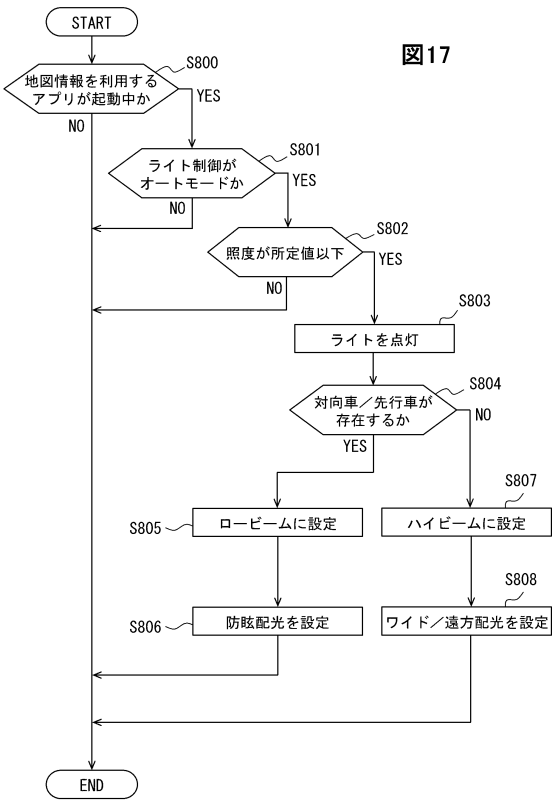 START
図17
S800
地図情報を利用する
アプリが起動中か
YES
NO
S801
ライト制御が
オートモードか
YES
NO
S802
照度が所定値以下
YES
NO
S803
ライトを点灯
S804
対向車／先行車が
存在するか
NO
YES
S805
ロービームに設定
S807
ハイビームに設定
S806
防眩配光を設定
S808
ワイド／遠方配光を設定
END